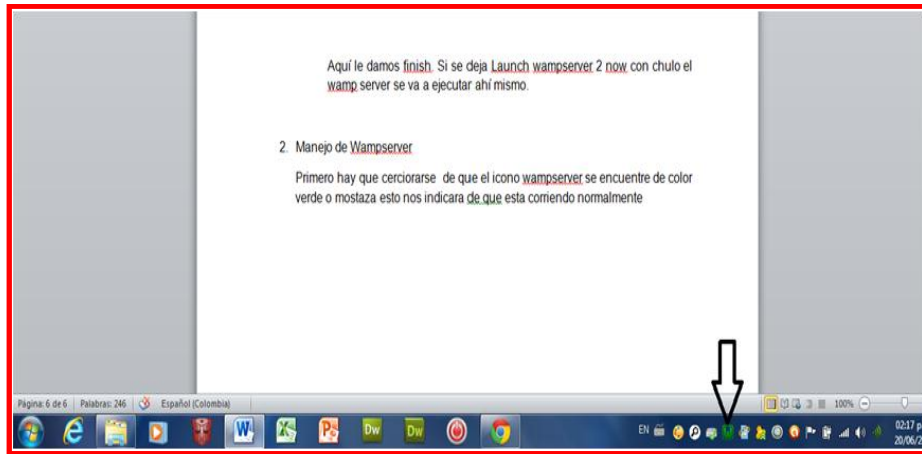 Aquí le damos finish. Si se deja Launch wampserver 2 now con chulo el
wamp server se va a ejecutar ahí mismo.
2. Manejo de Wampserver
Primero hay que cerciorarse de que el icono wampserver se encuentre de color
verde o mostaza esto nos indicara de que esta corriendo normalmente
Página: 6 de 6 Palabras: 246 Español (Colombia) 100%
W X P Dw Dw EN 02:17 p
20/06/2